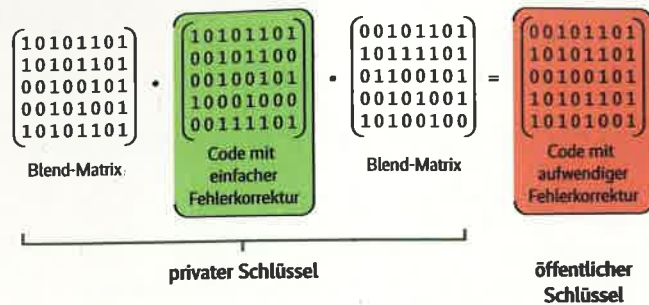 10101101
10101101
00100101
00101001
10101101
Blend-Matrix
•
10101101
00101100
00100101
10001000
00111101
Code mit
einfacher
Fehlerkorrektur
•
00101101
10111101
01100101
00101001
10100100
Blend-Matrix
=
00101101
10101101
00100101
10101101
10101001
Code mit
aufwendiger
Fehlerkorrektur
privater Schlüssel
öffentlicher
Schlüssel